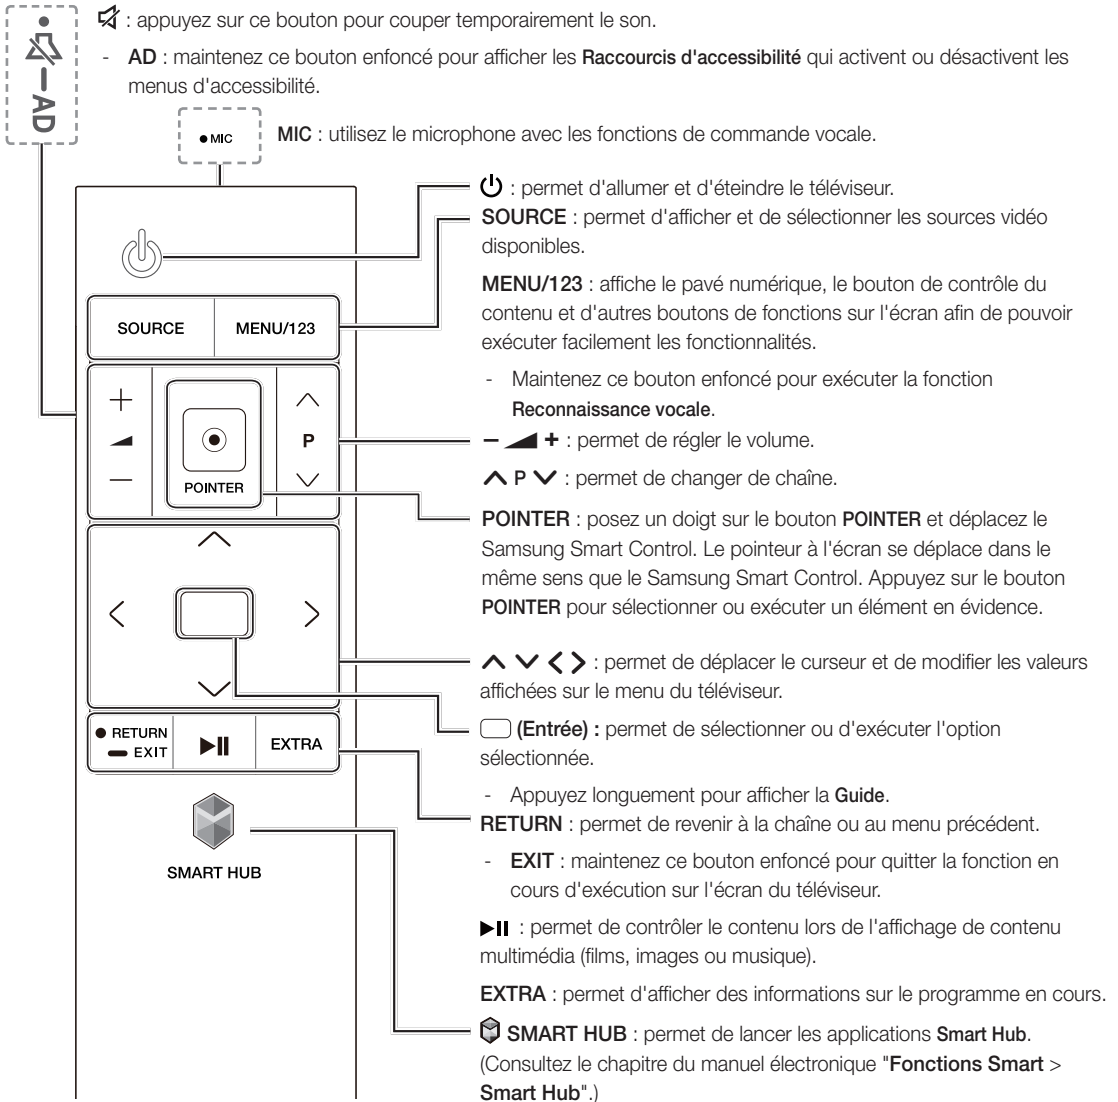 : appuyez sur ce bouton pour couper temporairement le son.
- AD : maintenez ce bouton enfoncé pour afficher les Raccourcis d'accessibilité qui activent ou désactivent les
menus d'accessibilité.
AD
MIC
MIC : utilisez le microphone avec les fonctions de commande vocale.
: permet d'allumer et d'éteindre le téléviseur.
SOURCE : permet d'afficher et de sélectionner les sources vidéo
disponibles.
MENU/123 : affiche le pavé numérique, le bouton de contrôle du
contenu et d'autres boutons de fonctions sur l'écran afin de pouvoir
exécuter facilement les fonctionnalités.
- Maintenez ce bouton enfoncé pour exécuter la fonction
Reconnaissance vocale.
− + : permet de régler le volume.
P : permet de changer de chaîne.
POINTER : posez un doigt sur le bouton POINTER et déplacez le
Samsung Smart Control. Le pointeur à l'écran se déplace dans le
même sens que le Samsung Smart Control. Appuyez sur le bouton
POINTER pour sélectionner ou exécuter un élément en évidence.
: permet de déplacer le curseur et de modifier les valeurs
affichées sur le menu du téléviseur.
(Entrée) : permet de sélectionner ou d'exécuter l'option
sélectionnée.
- Appuyez longuement pour afficher la Guide.
RETURN : permet de revenir à la chaîne ou au menu précédent.
- EXIT : maintenez ce bouton enfoncé pour quitter la fonction en
cours d'exécution sur l'écran du téléviseur.
: permet de contrôler le contenu lors de l'affichage de contenu
multimédia (films, images ou musique).
EXTRA : permet d'afficher des informations sur le programme en cours.
SMART HUB : permet de lancer les applications Smart Hub.
(Consultez le chapitre du manuel électronique "Fonctions Smart >
Smart Hub".)
SOURCE
MENU/123
+
P
−
POINTER
RETURN
EXIT
EXTRA
SMART HUB